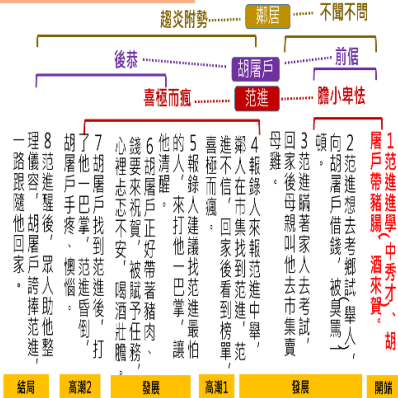 趨炎附勢 鄰居 不聞不問
後恭 胡屠戶 前倨
喜極而瘋 范進 膽小卑怯
1范進進學(中秀才)、胡
屠戶帶豬腸、酒來賀。
2范進想去考鄉試(舉人),
向胡屠戶借錢,被臭罵一
頓。
3范進瞞著家人去考試,
回家後母親叫他去市集賣
母雞。
4報錄人來報范進中舉,
鄰人在市集找到范進,范
進不信,回家後看到榜單,
喜極而瘋。
5報錄人建議找范進最怕
的人,來打他一巴掌,讓
他清醒。
6胡屠戶正好帶著豬肉、
錢要來祝賀,被賦予任務,
心裡忐忑不安,喝酒壯膽。
7胡屠戶找到范進後,打
了他一巴掌,范進昏倒,
胡屠戶手疼、懊惱。
8范進醒後,眾人助他整
理儀容,胡屠戶誇捧范進,
一路跟隨他回家。
開端
發展
高潮1
發展
高潮2
結局